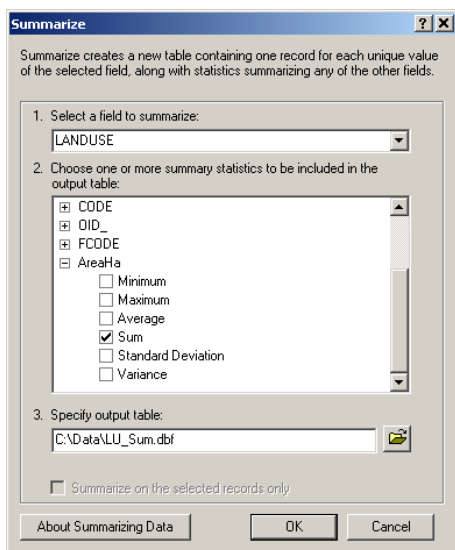 Summarize
Summarize creates a new table containing one record for each unique value
of the selected field, along with statistics summarizing any of the other fields.
1. Select a field to summarize:
LANDUSE
2. Choose one or more summary statistics to be included in the
output table:
CODE
OID_
FCODE
AreaHa
Minimum
Maximum
Average
Sum
Standard Deviation
Variance
3. Specify output table:
C:\Data\LU_Sum.dbf
Summarize on the selected records only
About Summarizing Data
OK
Cancel